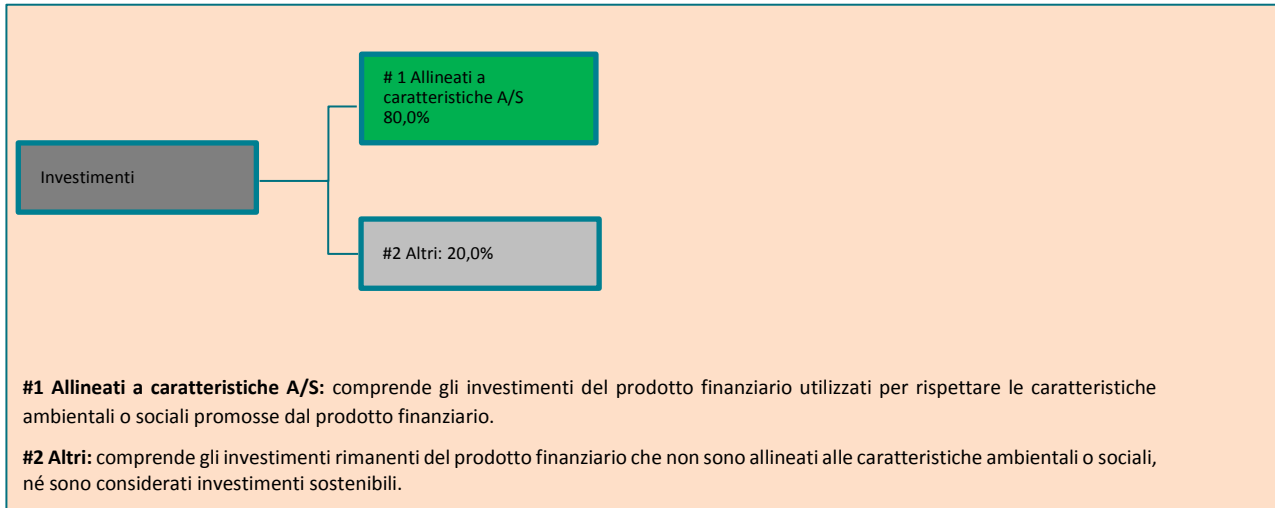 # 1 Allineati a
caratteristiche A/S
80,0%
Investimenti
#2 Altri: 20,0%
#1 Allineati a caratteristiche A/S: comprende gli investimenti del prodotto finanziario utilizzati per rispettare le caratteristiche
ambientali o sociali promosse dal prodotto finanziario.
#2 Altri: comprende gli investimenti rimanenti del prodotto finanziario che non sono allineati alle caratteristiche ambientali o sociali,
né sono considerati investimenti sostenibili.